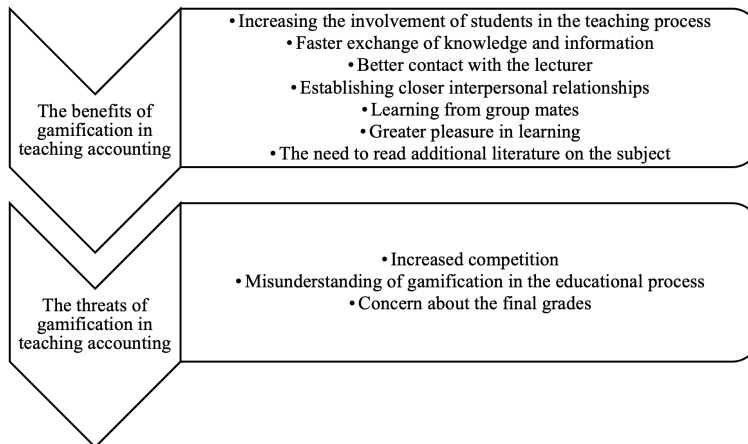 • Increasing the involvement of students in the teaching process
• Faster exchange of knowledge and information
• Better contact with the lecturer
• Establishing closer interpersonal relationships
• Learning from group mates
• Greater pleasure in learning
• The need to read additional literature on the subject
The benefits of
gamification in
teaching accounting
• Increased competition
• Misunderstanding of gamification in the educational process
• Concern about the final grades
The threats of
gamification in
teaching accounting